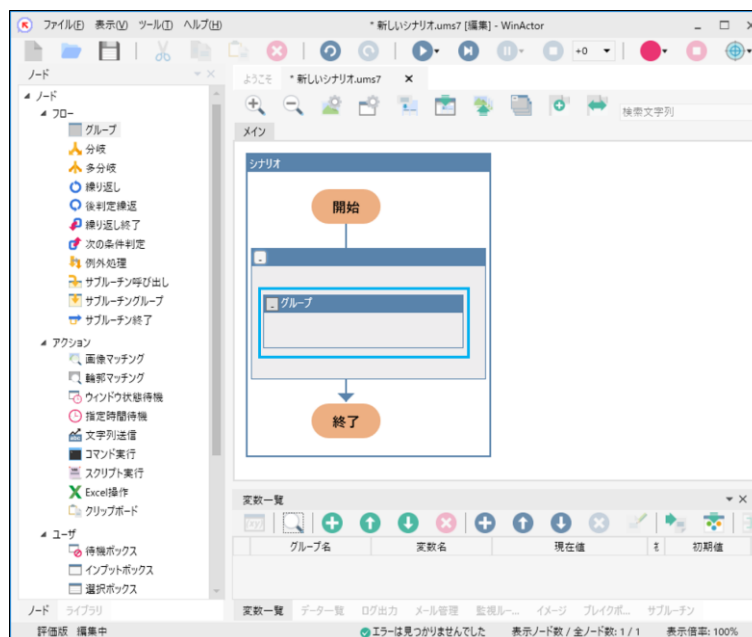 ファイル(F) 表示(V) ツール(T) ヘルプ(H) * 新しいシナリオ.ums7 [編集] - WinActor
+0
ノード
ようこそ * 新しいシナリオ.ums7
検索文字列
ノード
フロー
グループ
分岐
多分岐
繰り返し
後判定繰返
繰り返し終了
次の条件判定
例外処理
サブルーチン呼び出し
サブルーチングループ
サブルーチン終了
アクション
画像マッチング
輪郭マッチング
ウィンドウ状態待機
指定時間待機
文字列送信
コマンド実行
スクリプト実行
Excel操作
クリップボード
ユーザ
待機ボックス
インプットボックス
選択ボックス
ノード ライブラリ
メイン
シナリオ
開始
グループ
終了
変数一覧
グループ名 変数名 現在値 初期値
変数一覧 データ一覧 ログ出力 メール管理 監視ルー... イメージ ブレイクポ... サブルーチン
評価版 編集中 エラーは見つかりませんでした 表示ノード数 / 全ノード数: 1 / 1 表示倍率: 100%